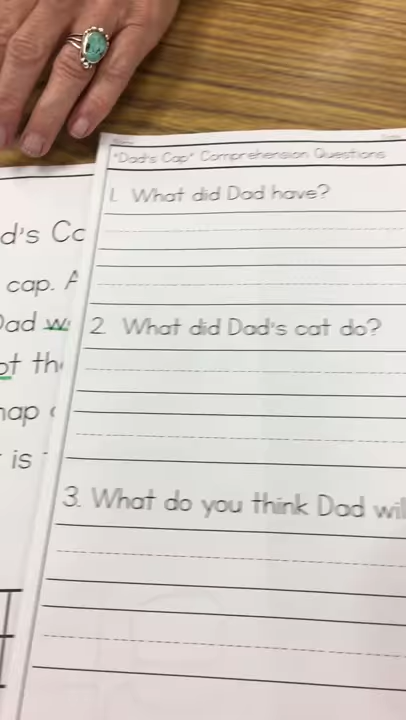 "Dad's Cap" Comprehension Questions
1. What did Dad have?
d's Ca
cap. A
Dad w
2. What did Dad's cat do?
ot th
nap
is
3. What do you think Dad wil